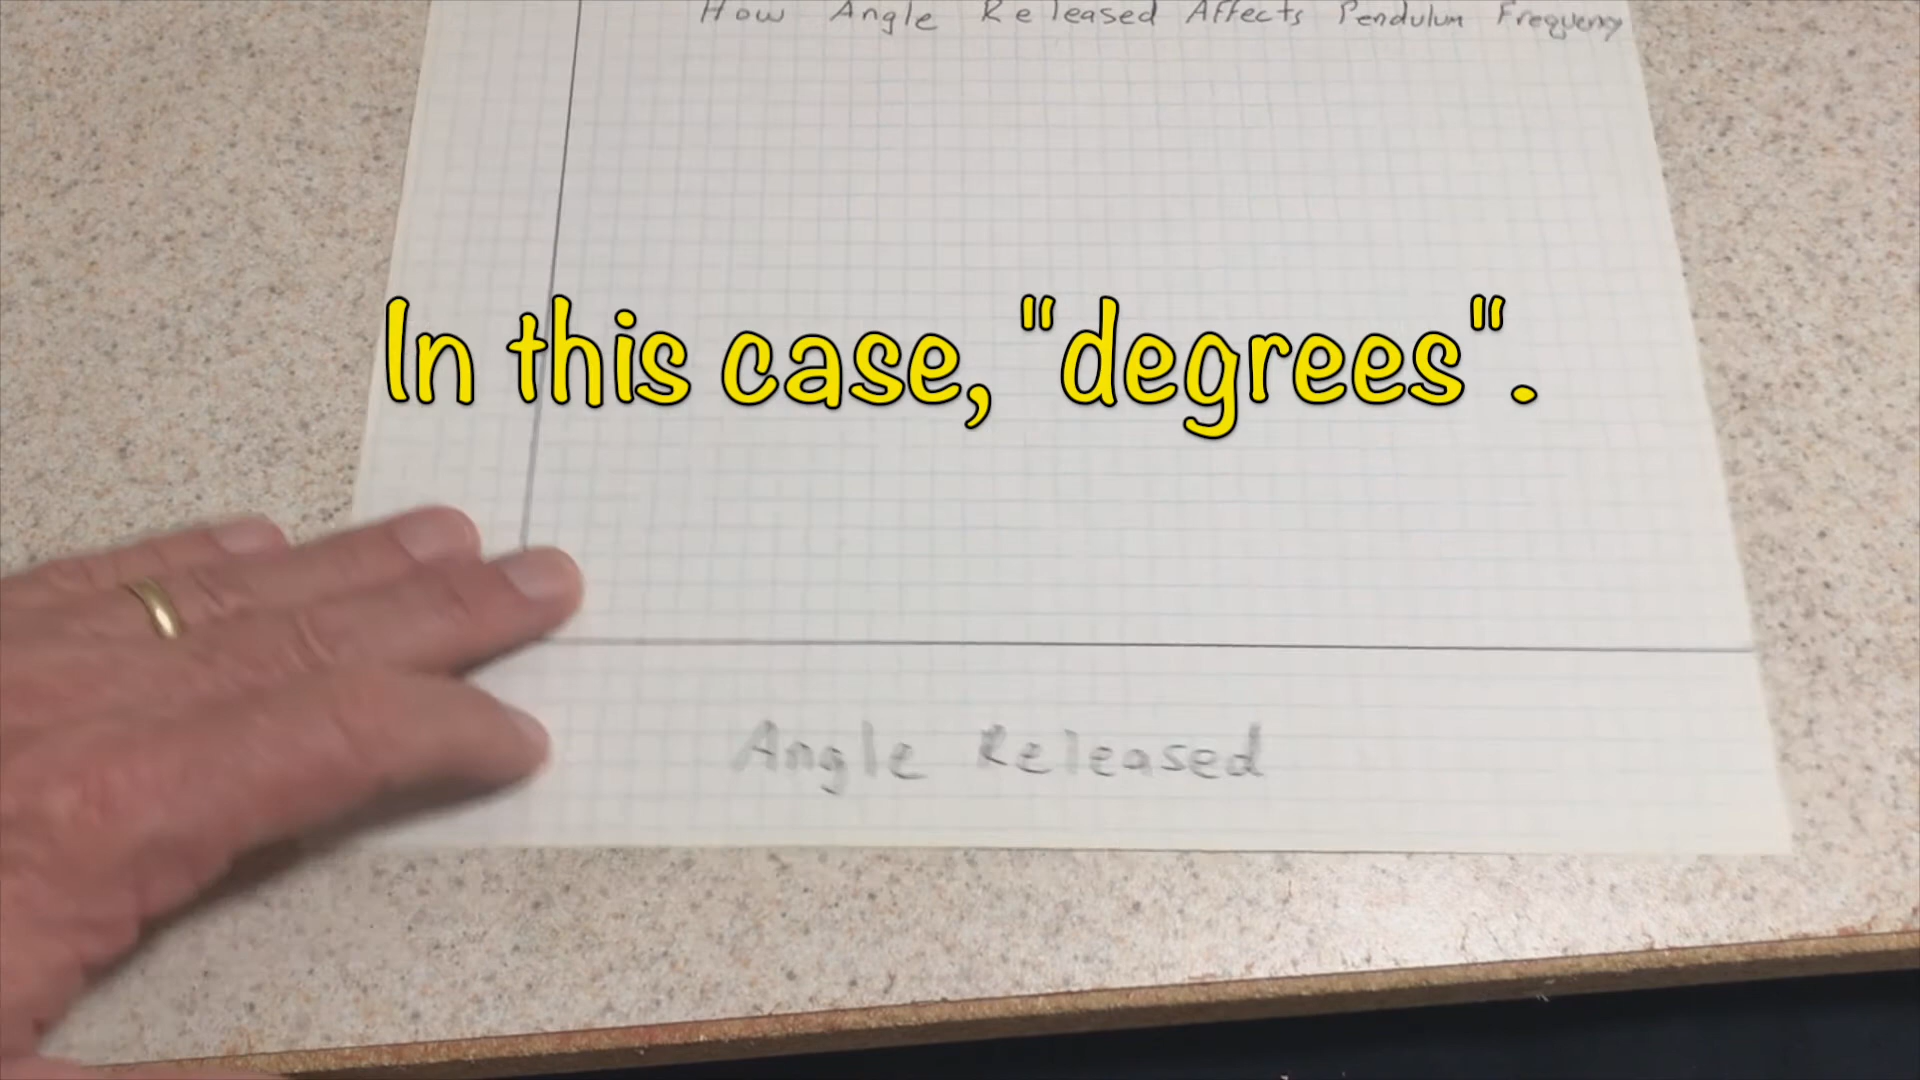 How Angle Released Affects Pendulum Frequency
In this case, "degrees".
Angle Released